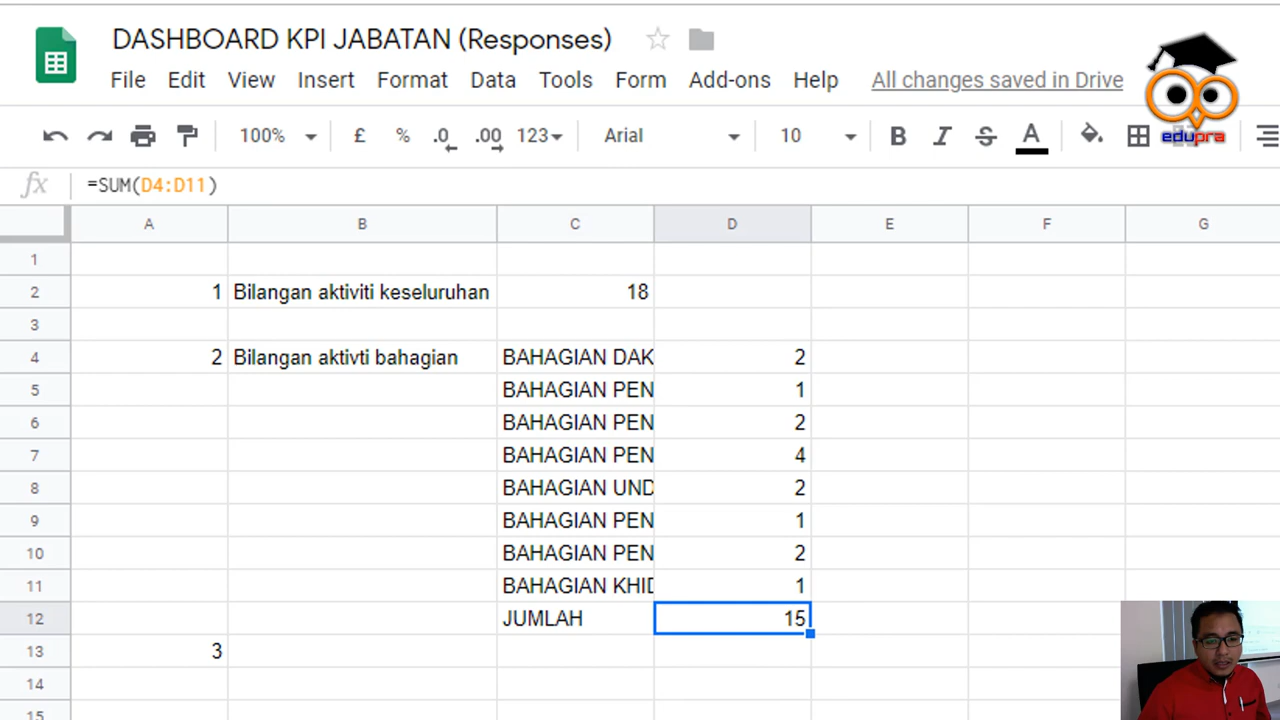 DASHBOARD KPI JABATAN (Responses)
File Edit View Insert Format Data Tools Form Add-ons Help All changes saved in Drive
edupra
100% £ % .0 .00 123 Arial 10 B I S A
fx =SUM(D4:D11)
A B C D E F G
1
2 1 Bilangan aktiviti keseluruhan 18
3
4 2 Bilangan aktivti bahagian BAHAGIAN DAK 2
5 BAHAGIAN PEN 1
6 BAHAGIAN PEN 2
7 BAHAGIAN PEN 4
8 BAHAGIAN UND 2
9 BAHAGIAN PEN 1
10 BAHAGIAN PEN 2
11 BAHAGIAN KHID 1
12 JUMLAH 15
13 3
14
15